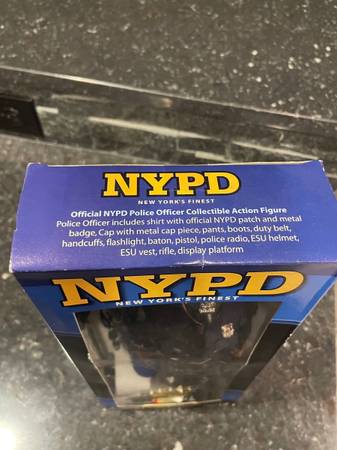 NYPD
NEW YORK'S FINEST
Official NYPD Police Officer Collectible Action Figure
Police Officer includes shirt with official NYPD patch and metal
badge, Cap with metal cap piece, pants, boots, duty belt,
handcuffs, flashlight, baton, pistol, police radio, ESU helmet,
ESU vest, rifle, display platform
NYPD
NEW YORK'S FINEST